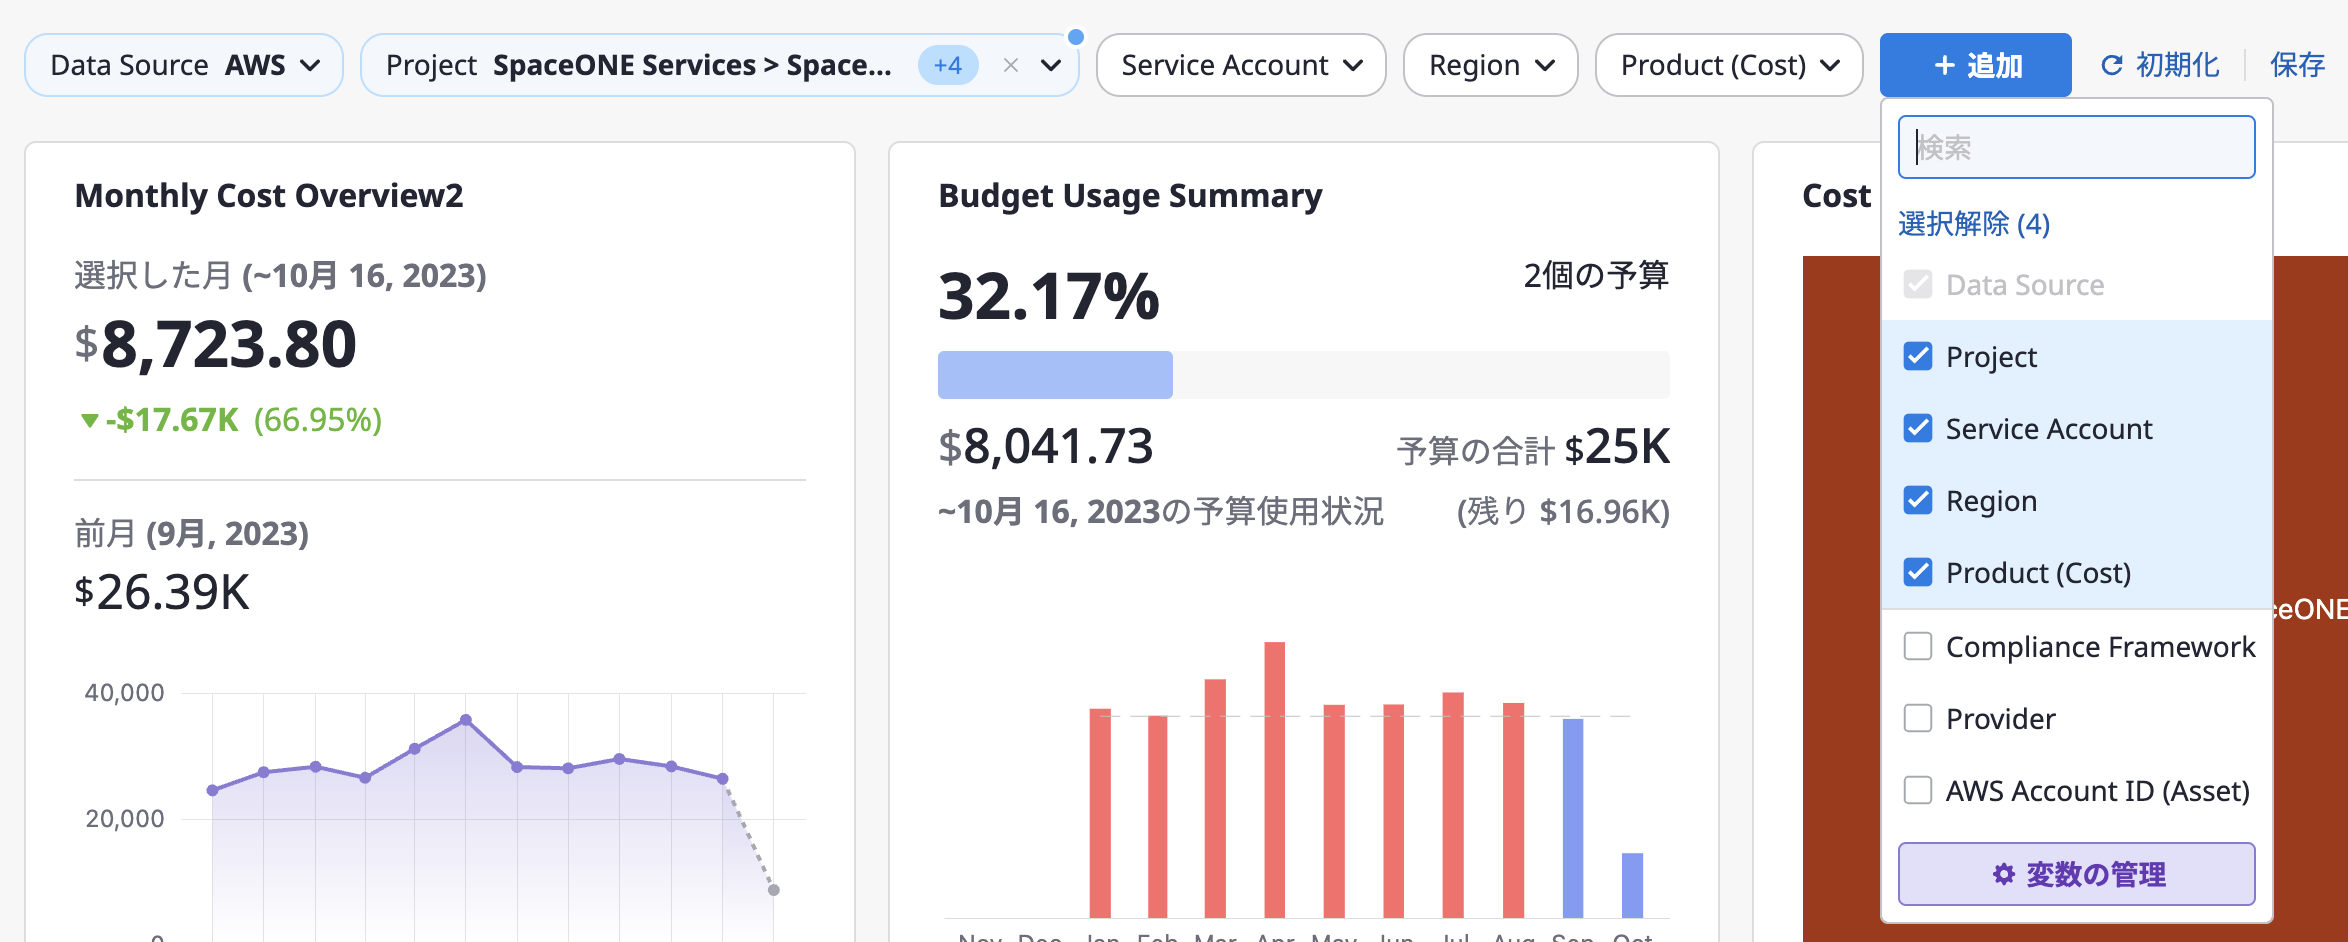 Data Source AWS
Project SpaceONE Services > Space... +4
Service Account
Region
Product (Cost)
+ 追加
初期化
保存
検索
選択解除 (4)
Data Source
Project
Service Account
Region
Product (Cost)
Compliance Framework
Provider
AWS Account ID (Asset)
変数の管理
Monthly Cost Overview2
選択した月 (~10月 16, 2023)
$8,723.80
-$17.67K (66.95%)
前月 (9月, 2023)
$26.39K
40,000
20,000
0
Budget Usage Summary
32.17%
2個の予算
$8,041.73
予算の合計 $25K
~10月 16, 2023の予算使用状況
(残り $16.96K)
Nov Dec Jan Feb Mar Apr May Jun Jul Aug Sep Oct
Cost
ceONE